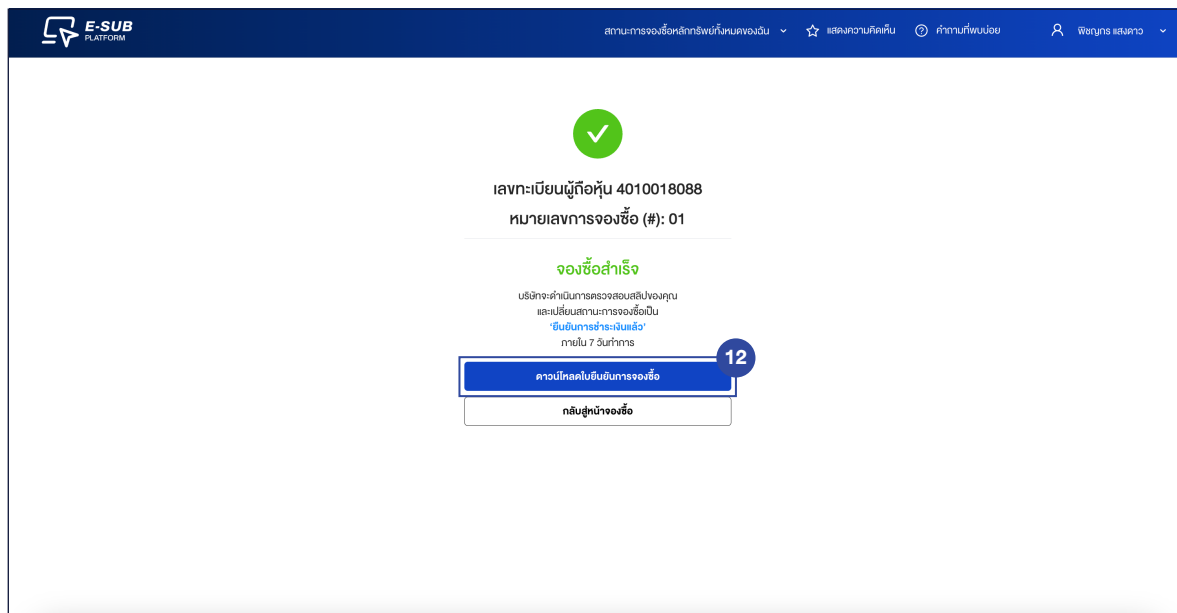 E-SUB
PLATFORM
สถานะการจองซื้อหลักทรัพย์ทั้งหมดของฉัน
แสดงความคิดเห็น
คำถามที่พบบ่อย
พิชญกร แสงดาว
เลขทะเบียนผู้ถือหุ้น 4010018088
หมายเลขการจองซื้อ (#): 01
จองซื้อสำเร็จ
บริษัทจะดำเนินการตรวจสอบสลิปของคุณ
และเปลี่ยนสถานะการจองซื้อเป็น
‘ยืนยันการชำระเงินแล้ว’
ภายใน 7 วันทำการ
12
ดาวน์โหลดใบยืนยันการจองซื้อ
กลับสู่หน้าจองซื้อ